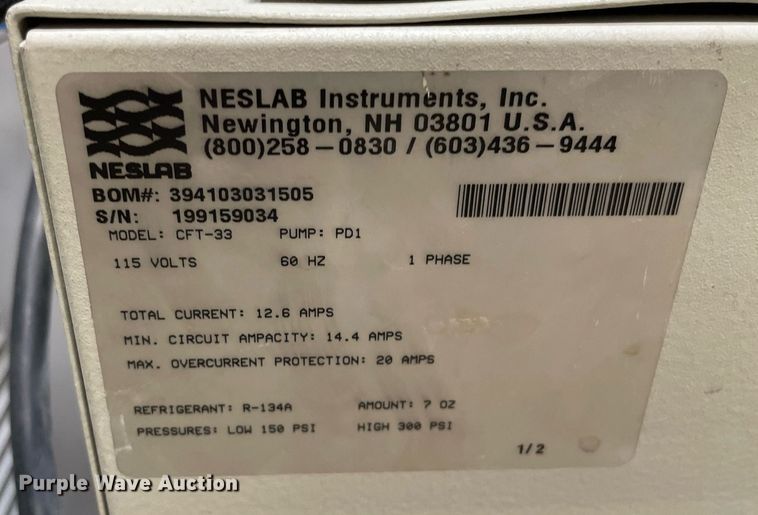 NESLAB Instruments, Inc.
Newington, NH 03801 U.S.A.
(800)258-0830 / (603)436-9444
NESLAB
BOM#: 394103031505
S/N: 199159034
MODEL: CFT-33 PUMP: PD1
115 VOLTS 60 HZ 1 PHASE
TOTAL CURRENT: 12.6 AMPS
MIN. CIRCUIT AMPACITY: 14.4 AMPS
MAX. OVERCURRENT PROTECTION: 20 AMPS
REFRIGERANT: R-134A AMOUNT: 7 OZ
PRESSURES: LOW 150 PSI HIGH 300 PSI
1/2
Purple Wave Auction